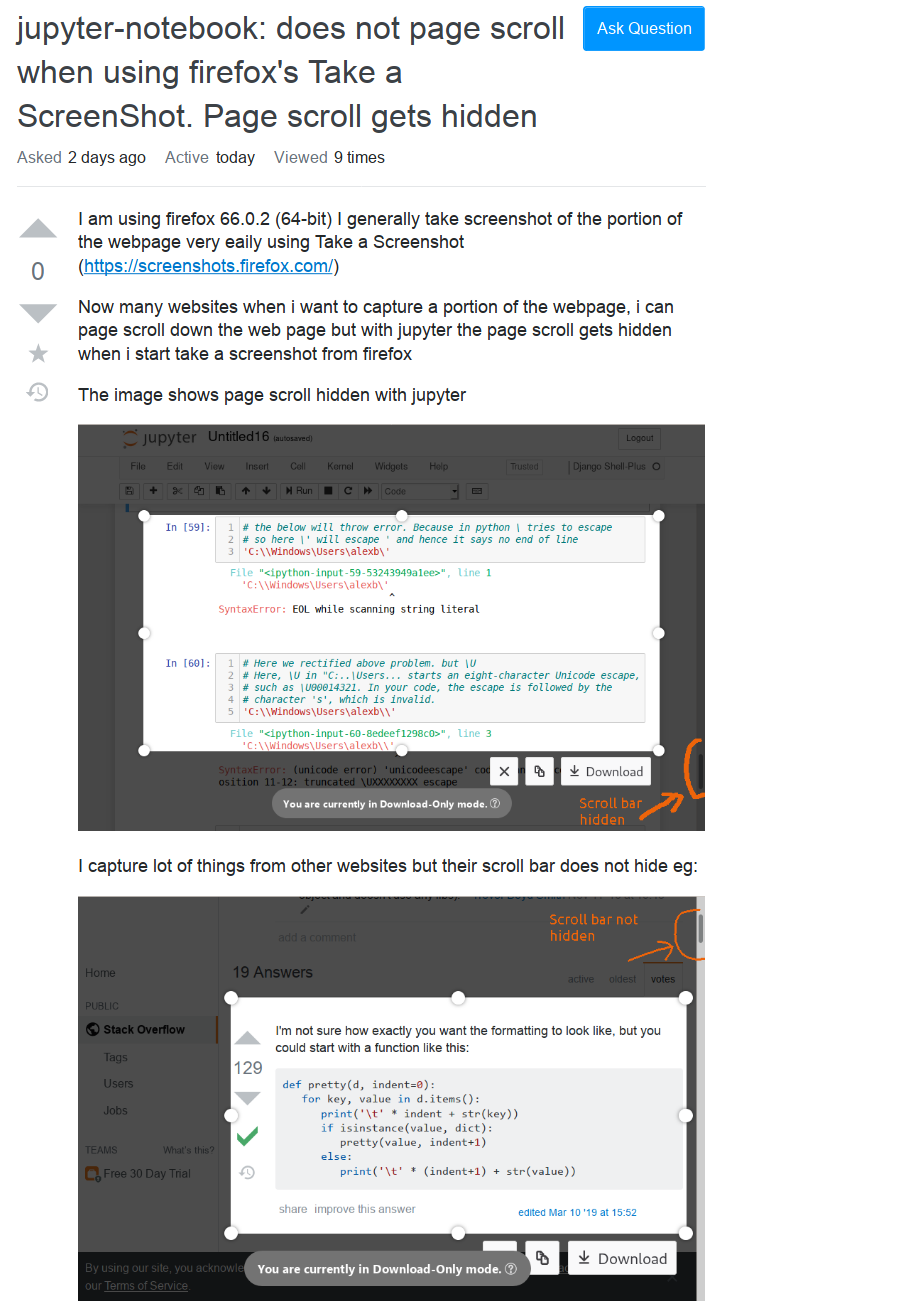 jupyter-notebook: does not page scroll
when using firefox's Take a
ScreenShot. Page scroll gets hidden
Ask Question
Asked 2 days ago Active today Viewed 9 times
0
I am using firefox 66.0.2 (64-bit) I generally take screenshot of the portion of
the webpage very eaily using Take a Screenshot
(https://screenshots.firefox.com/)
Now many websites when i want to capture a portion of the webpage, i can
page scroll down the web page but with jupyter the page scroll gets hidden
when i start take a screenshot from firefox
The image shows page scroll hidden with jupyter
jupyter Untitled16 (autosaved) Logout
File Edit View Insert Cell Kernel Widgets Help Trusted Django Shell-Plus
Run Code
In [59]: 1 # the below will throw error. Because in python \ tries to escape
2 # so here \' will escape ' and hence it says no end of line
3 'C:\\Windows\Users\alexb\'
File "<ipython-input-59-53243949a1ee>", line 1
'C:\\Windows\Users\alexb\'
^
SyntaxError: EOL while scanning string literal
In [60]: 1 # Here we rectified above problem. but \U
2 # Here, \U in "C:..\Users... starts an eight-character Unicode escape,
3 # such as \U00014321. In your code, the escape is followed by the
4 # character 's', which is invalid.
5 'C:\\Windows\Users\alexb\\'
File "<ipython-input-60-8edeef1298c0>", line 3
'C:\\Windows\Users\alexb\\'
SyntaxError: (unicode error) 'unicodeescape'
Download
osition 11-12: truncated \UXXXXXXXX escape
You are currently in Download-Only mode.
Scroll bar
hidden
I capture lot of things from other websites but their scroll bar does not hide eg:
Scroll bar not
hidden
add a comment
Home
19 Answers
active oldest votes
PUBLIC
Stack Overflow
Tags
Users
Jobs
TEAMS What's this?
Free 30 Day Trial
129
I'm not sure how exactly you want the formatting to look like, but you
could start with a function like this:
def pretty(d, indent=0):
for key, value in d.items():
print('\t' * indent + str(key))
if isinstance(value, dict):
pretty(value, indent+1)
else:
print('\t' * (indent+1) + str(value))
share improve this answer
edited Mar 10 '19 at 15:52
Download
By using our site, you
You are currently in Download-Only mode.
our Terms of Service.